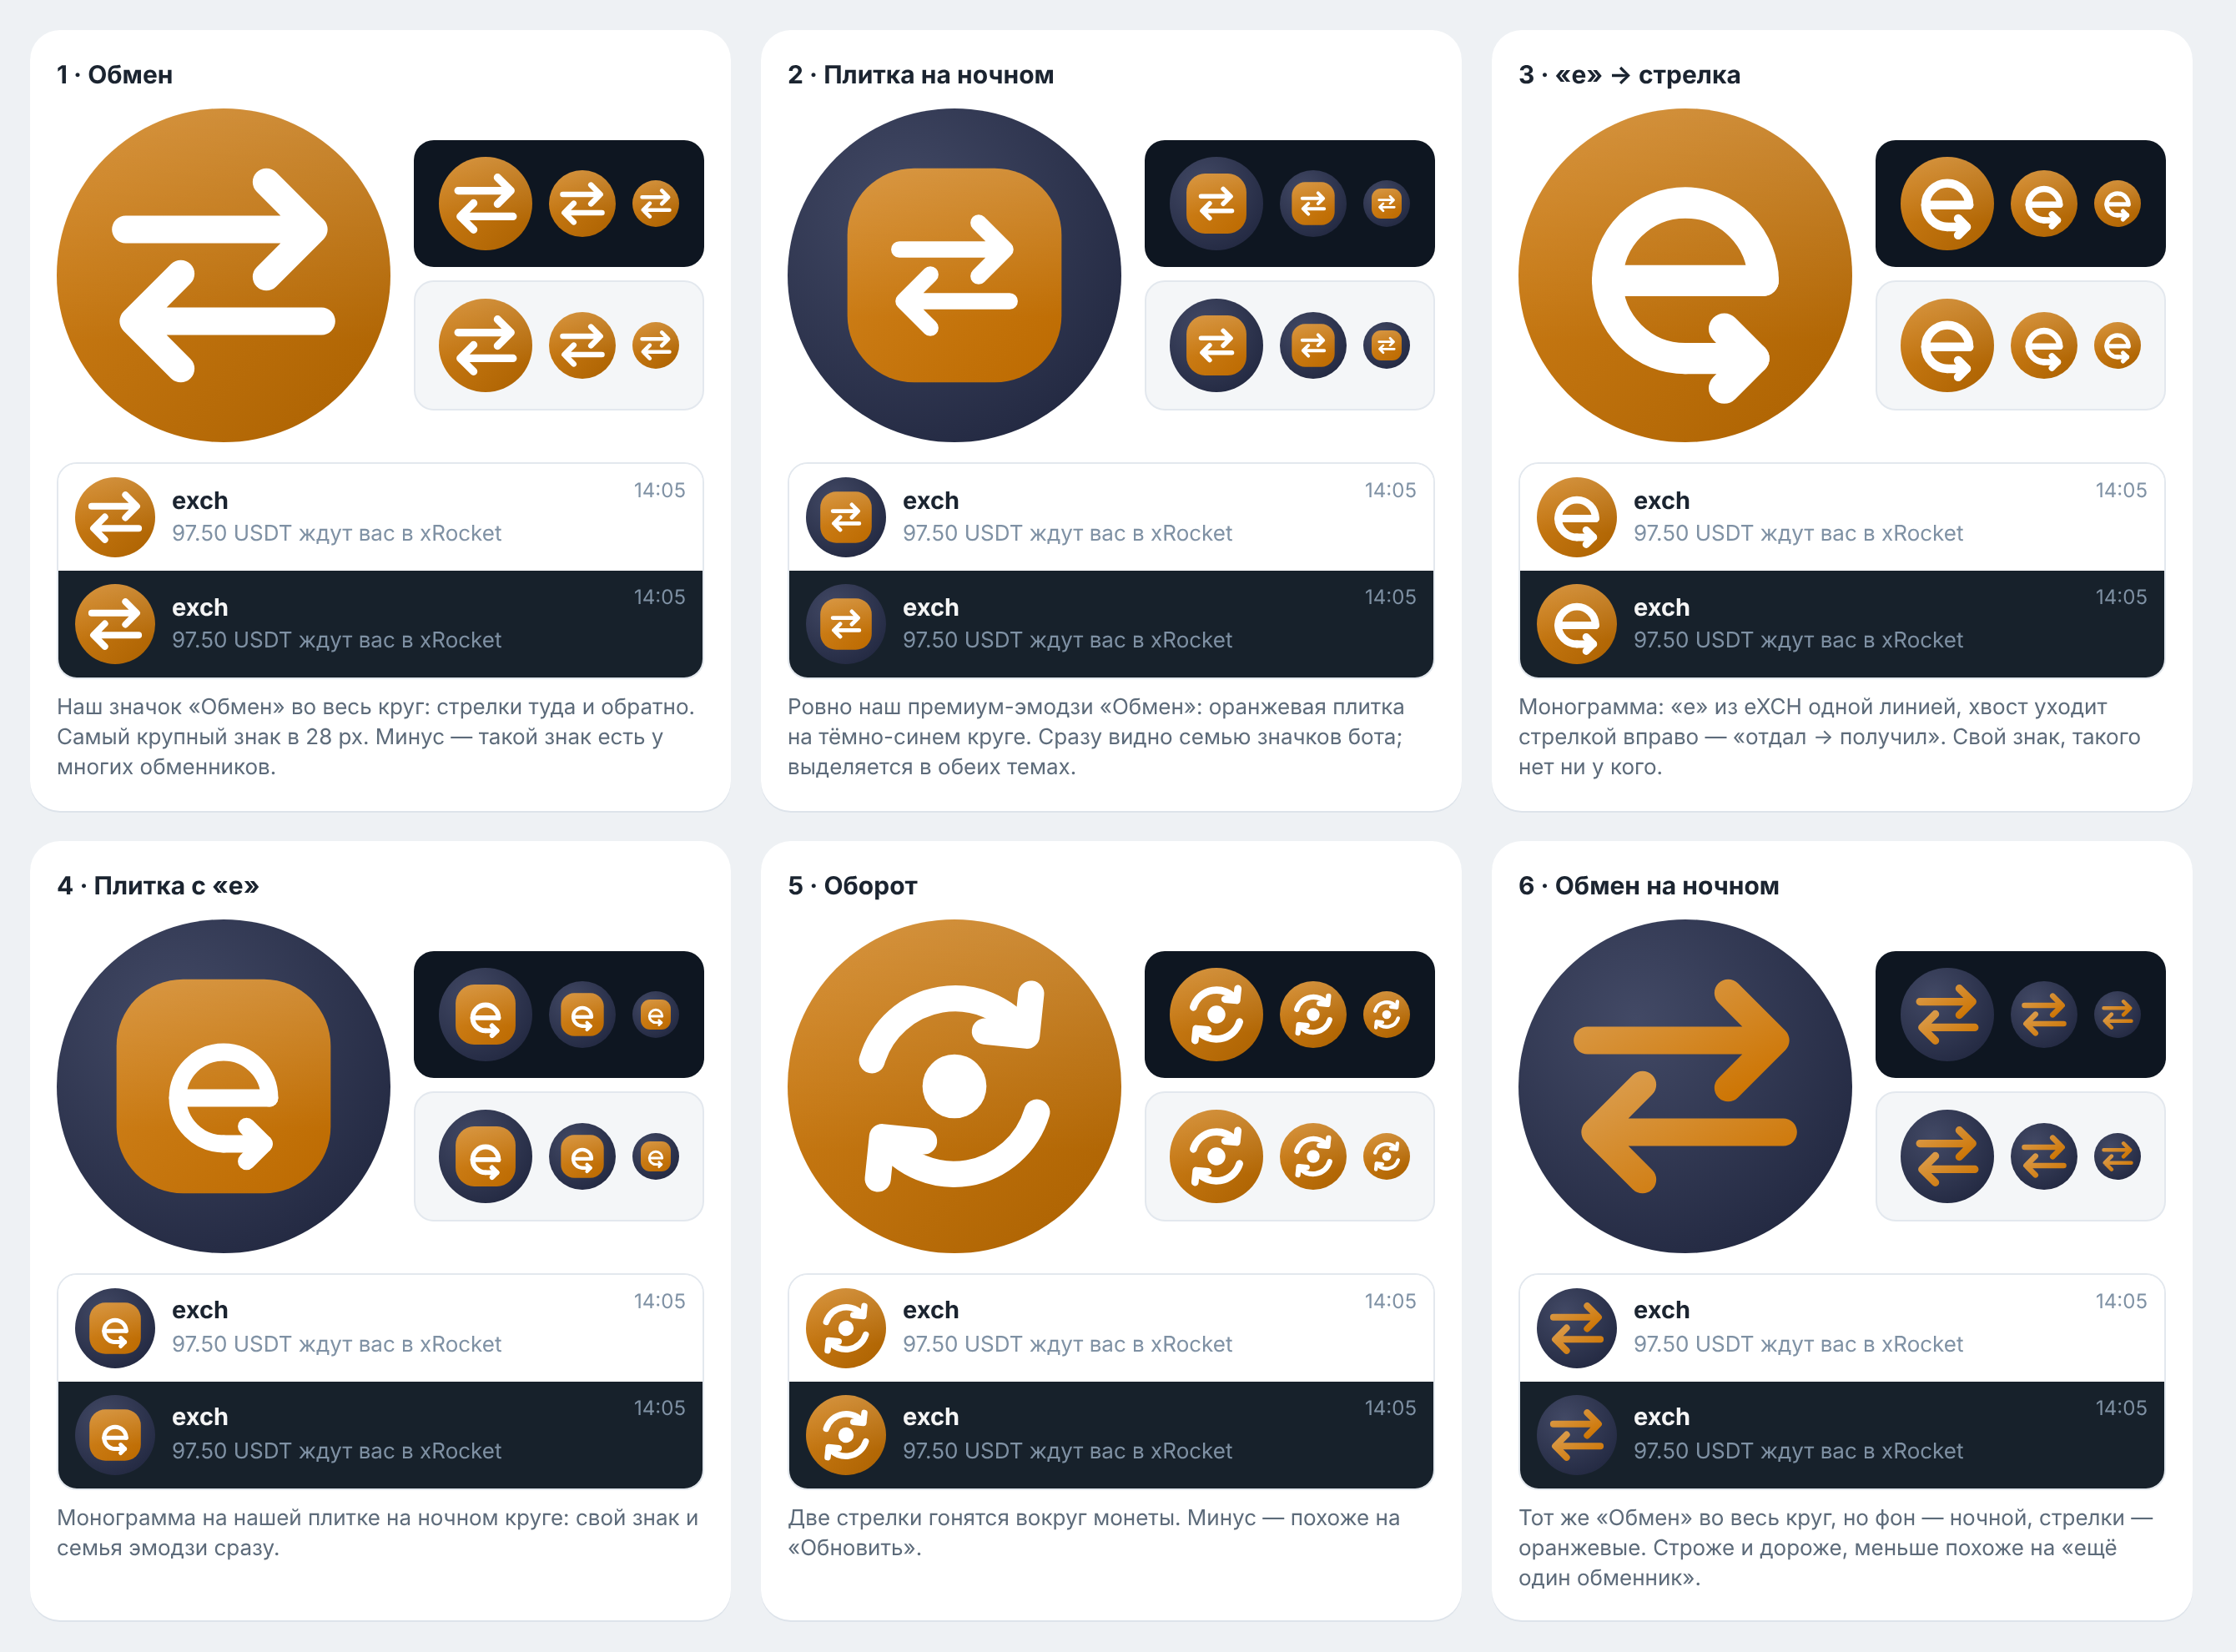 1 · Обмен
exch
14:05
97.50 USDT ждут вас в xRocket
exch
14:05
97.50 USDT ждут вас в xRocket
Наш значок «Обмен» во весь круг: стрелки туда и обратно.
Самый крупный знак в 28 px. Минус — такой знак есть у
многих обменников.
2 · Плитка на ночном
exch
14:05
97.50 USDT ждут вас в xRocket
exch
14:05
97.50 USDT ждут вас в xRocket
Ровно наш премиум-эмодзи «Обмен»: оранжевая плитка
на тёмно-синем круге. Сразу видно семью значков бота;
выделяется в обеих темах.
3 · «e» → стрелка
exch
14:05
97.50 USDT ждут вас в xRocket
exch
14:05
97.50 USDT ждут вас в xRocket
Монограмма: «e» из eXCH одной линией, хвост уходит
стрелкой вправо — «отдал → получил». Свой знак, такого
нет ни у кого.
4 · Плитка с «e»
exch
14:05
97.50 USDT ждут вас в xRocket
exch
14:05
97.50 USDT ждут вас в xRocket
Монограмма на нашей плитке на ночном круге: свой знак и
семья эмодзи сразу.
5 · Оборот
exch
14:05
97.50 USDT ждут вас в xRocket
exch
14:05
97.50 USDT ждут вас в xRocket
Две стрелки гонятся вокруг монеты. Минус — похоже на
«Обновить».
6 · Обмен на ночном
exch
14:05
97.50 USDT ждут вас в xRocket
exch
14:05
97.50 USDT ждут вас в xRocket
Тот же «Обмен» во весь круг, но фон — ночной, стрелки —
оранжевые. Строже и дороже, меньше похоже на «ещё
один обменник».